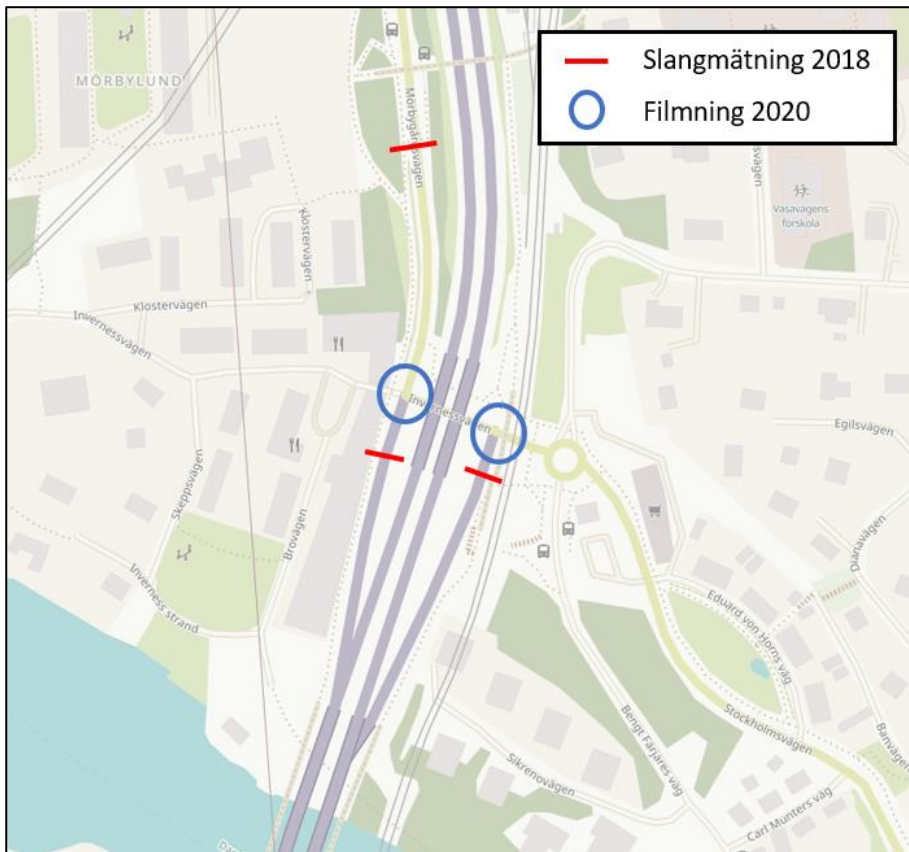 Slangmätning 2018
Filmning 2020
MÖRBYLUND
Mörbygårdsvägen
Vasavägens
förskola
Klostervägen
Klostervägen
Invernessvägen
Invernessvägen
Egilsvägen
Skeppsvägen
Brovägen
Dianavägen
Inverness strand
Eduard von Horns väg
Stockholmsvägen
Bengt Färjares väg
Banvägen
Sikrenovägen
Carl Munters väg